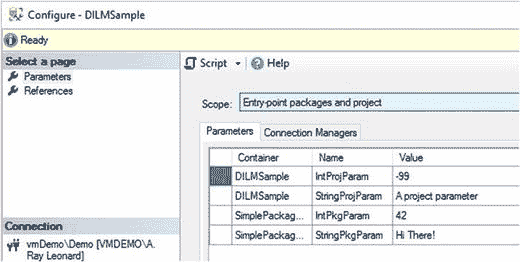 Configure - DILMSample
Ready
Select a page
Parameters
References
Script
Help
Scope: Entry-point packages and project
Parameters Connection Managers
Container Name Value
DILMSample IntProjParam -99
DILMSample StringProjParam A project parameter
SimplePackag... IntPkgParam 42
SimplePackag... StringPkgParam Hi There!
Connection
vmDemo\Demo [VMDEMO\A.
Ray Leonard]